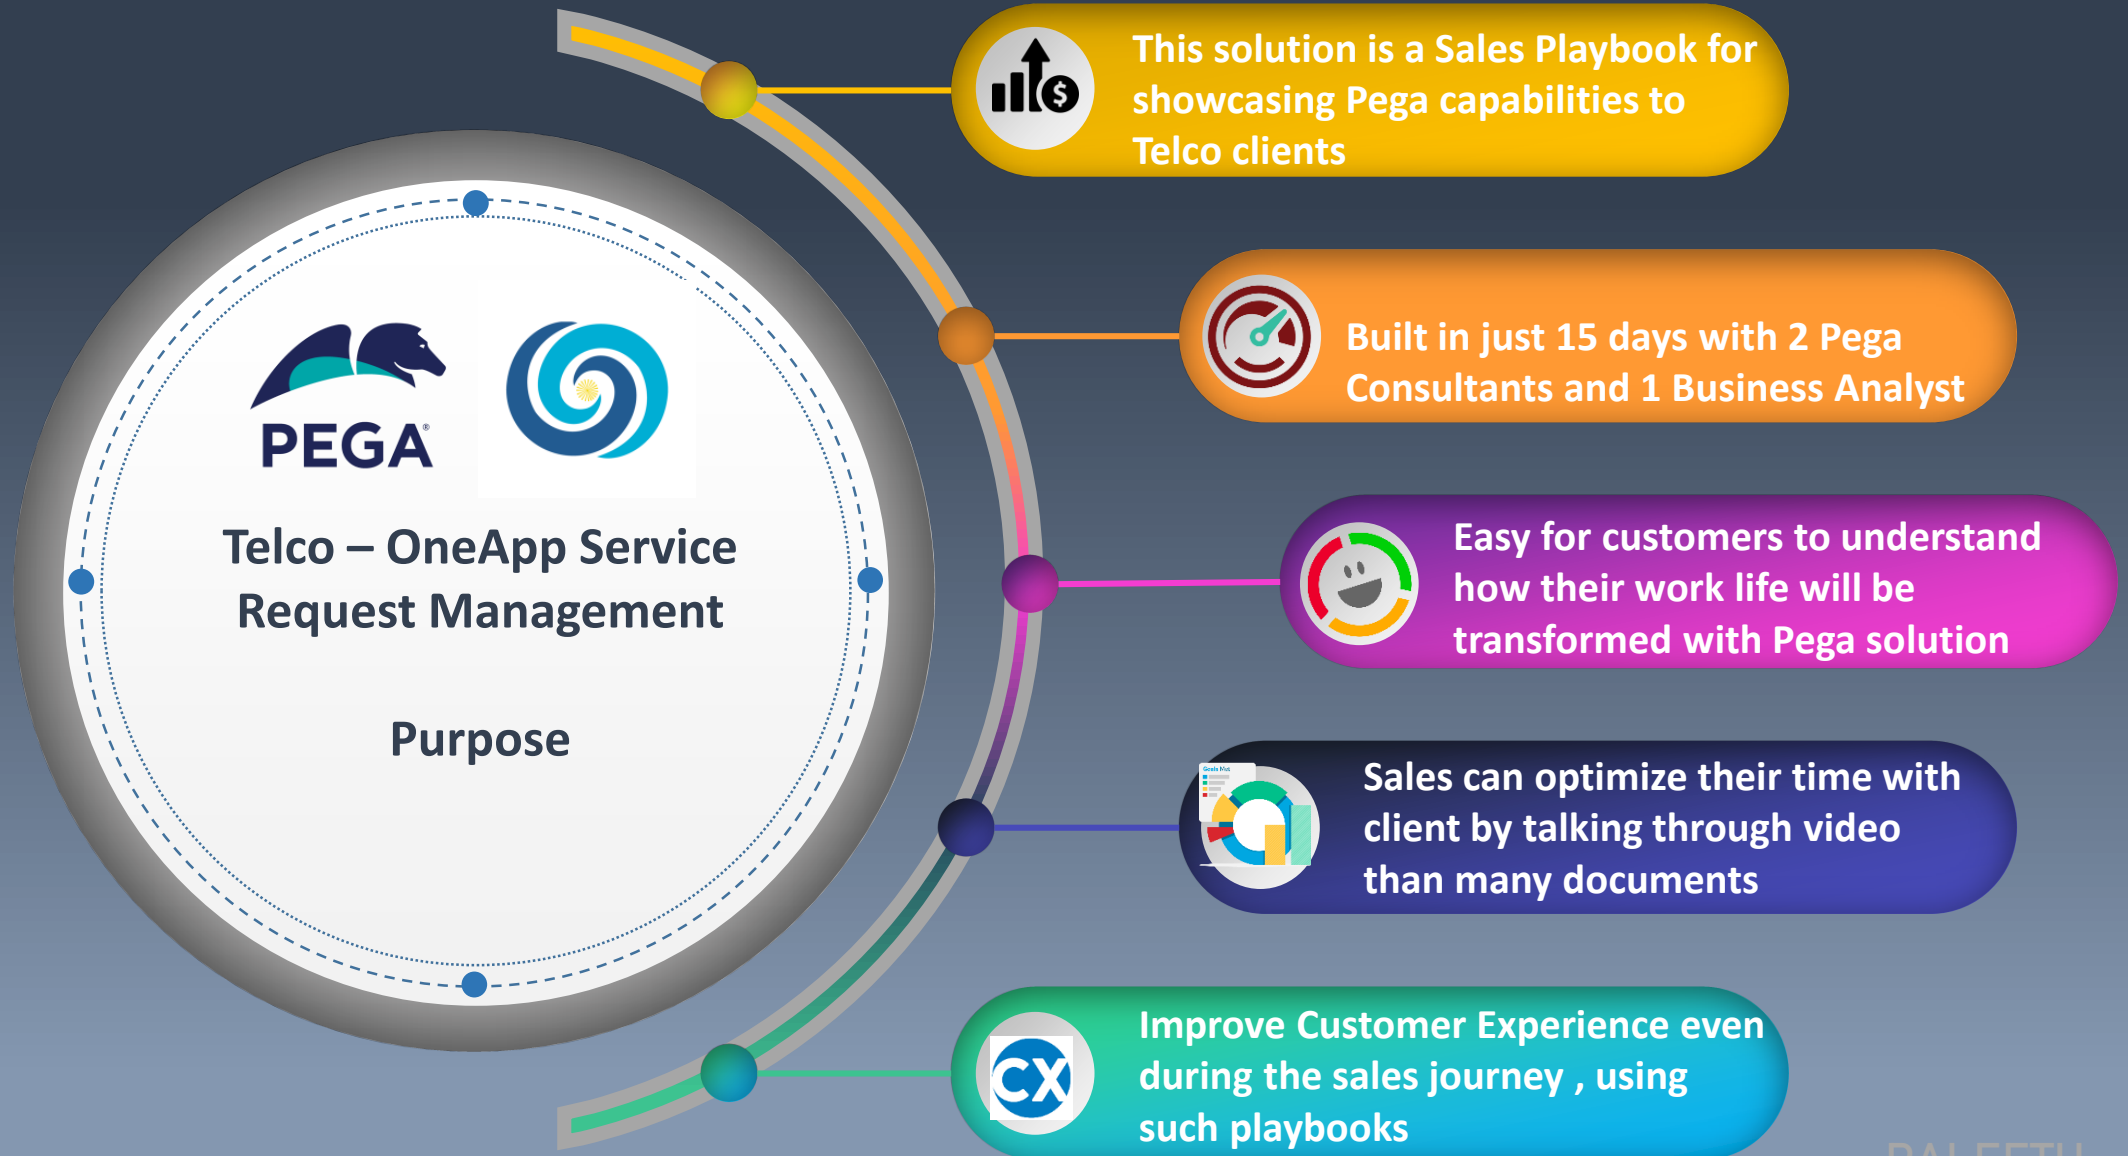 PEGA®
Telco – OneApp Service
Request Management
Purpose
This solution is a Sales Playbook for
showcasing Pega capabilities to
Telco clients
$
Built in just 15 days with 2 Pega
Consultants and 1 Business Analyst
Easy for customers to understand
how their work life will be
transformed with Pega solution
Goals Met
Sales can optimize their time with
client by talking through video
than many documents
CX
Improve Customer Experience even
during the sales journey , using
such playbooks